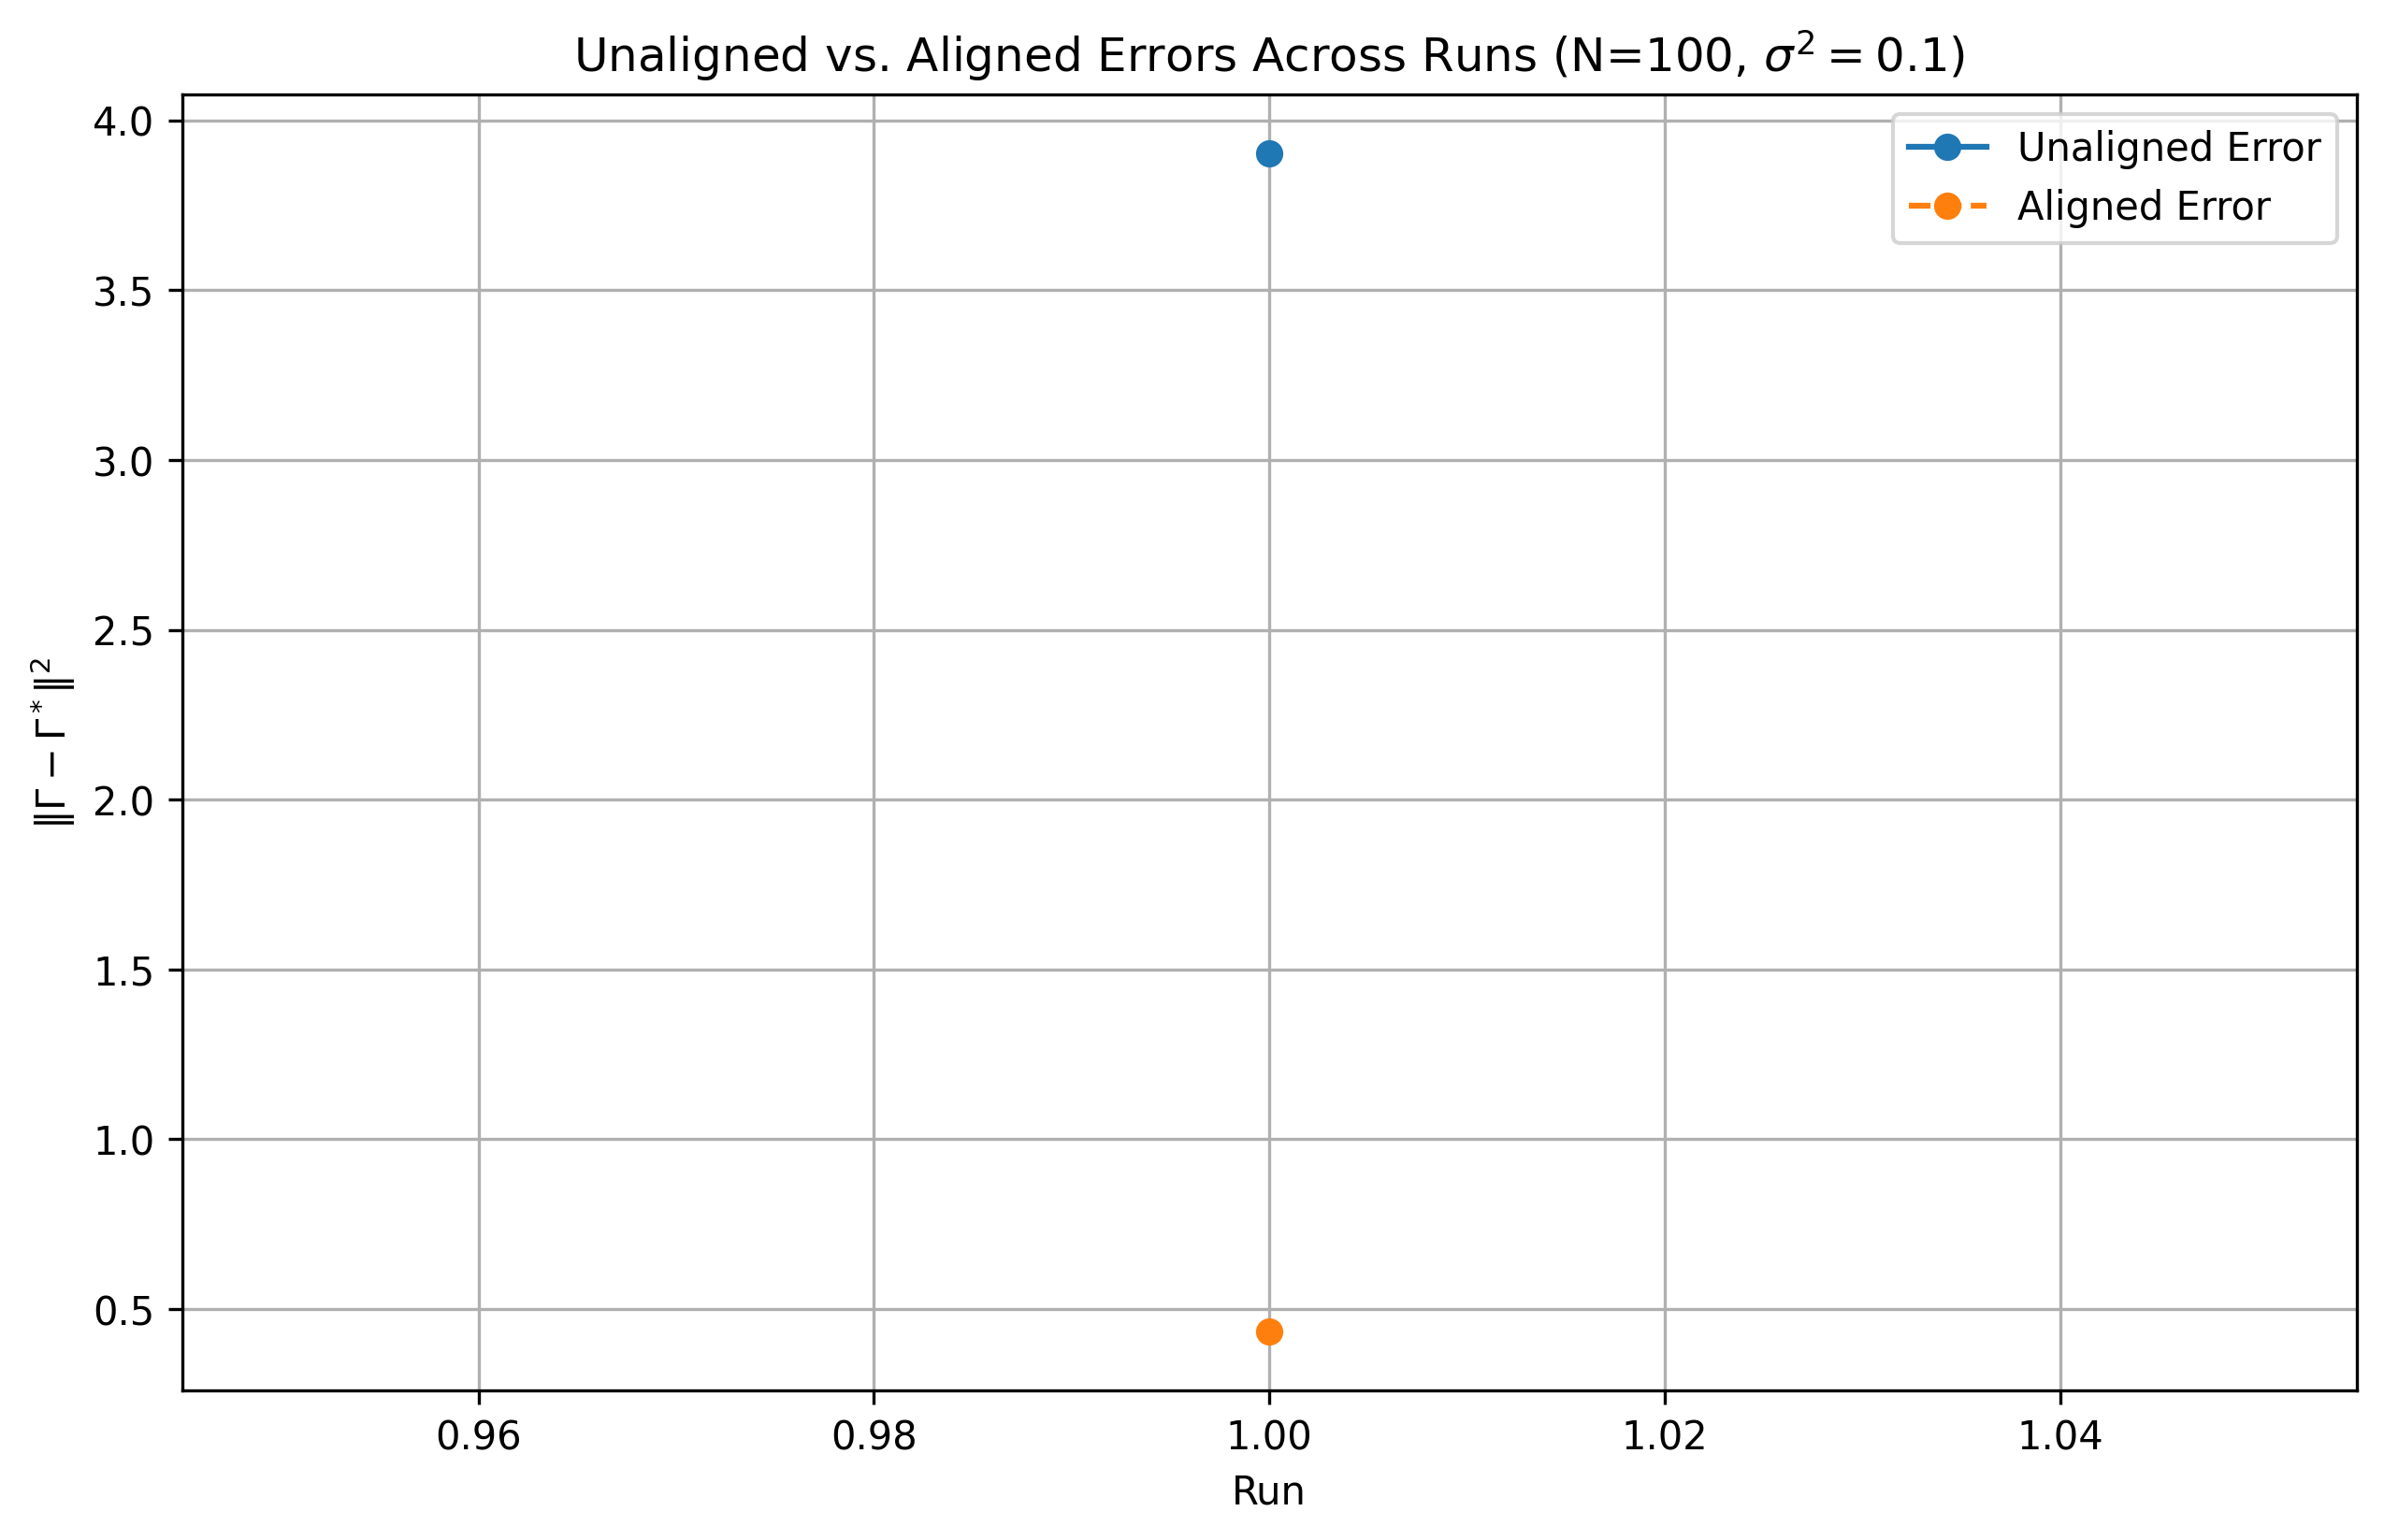 Unaligned vs. Aligned Errors Across Runs (N=100, σ² = 0.1)
Unaligned Error
Aligned Error
4.0
3.5
3.0
2.5
2.0
1.5
1.0
0.5
‖Γ − Γ*‖²
0.96 0.98 1.00 1.02 1.04
Run